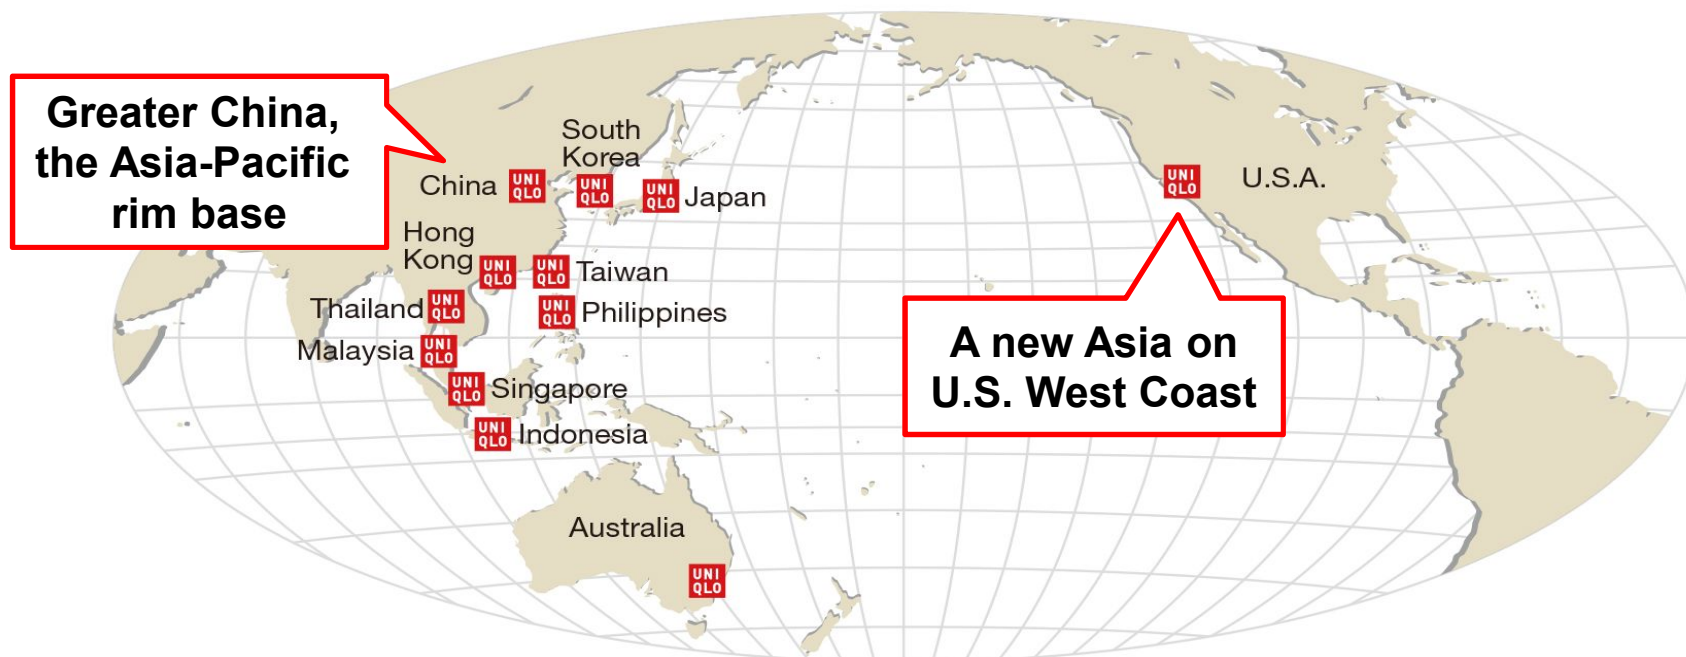 Greater China,
the Asia-Pacific
rim base
South
Korea
China
UNI
QLO
UNI
QLO
UNI
QLO
Japan
UNI
QLO
U.S.A.
Hong
Kong
UNI
QLO
UNI
QLO
Taiwan
Thailand
UNI
QLO
UNI
QLO
Philippines
Malaysia
UNI
QLO
A new Asia on
U.S. West Coast
UNI
QLO
Singapore
UNI
QLO
Indonesia
Australia
UNI
QLO